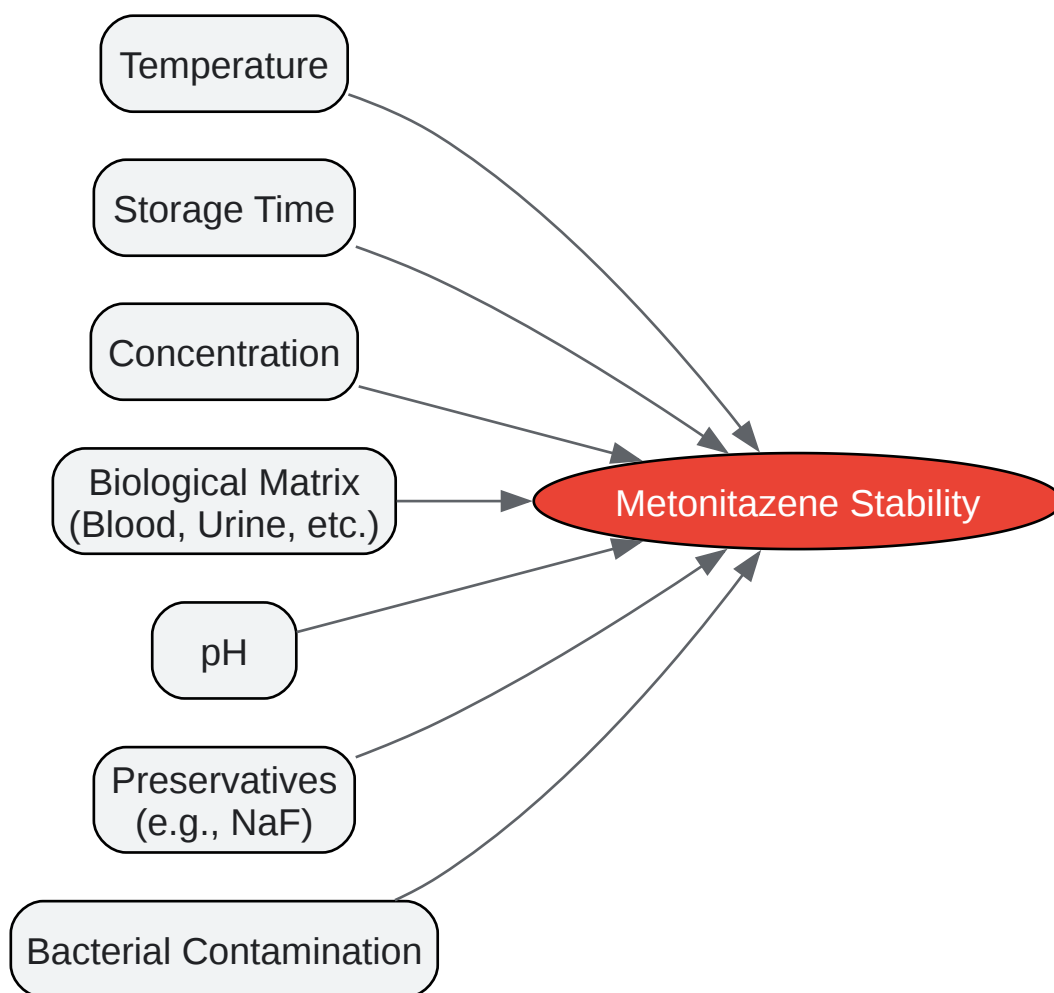 Temperature
Storage Time
Concentration
Biological Matrix
(Blood, Urine, etc.)
Metonitazene Stability
pH
Preservatives
(e.g., NaF)
Bacterial Contamination